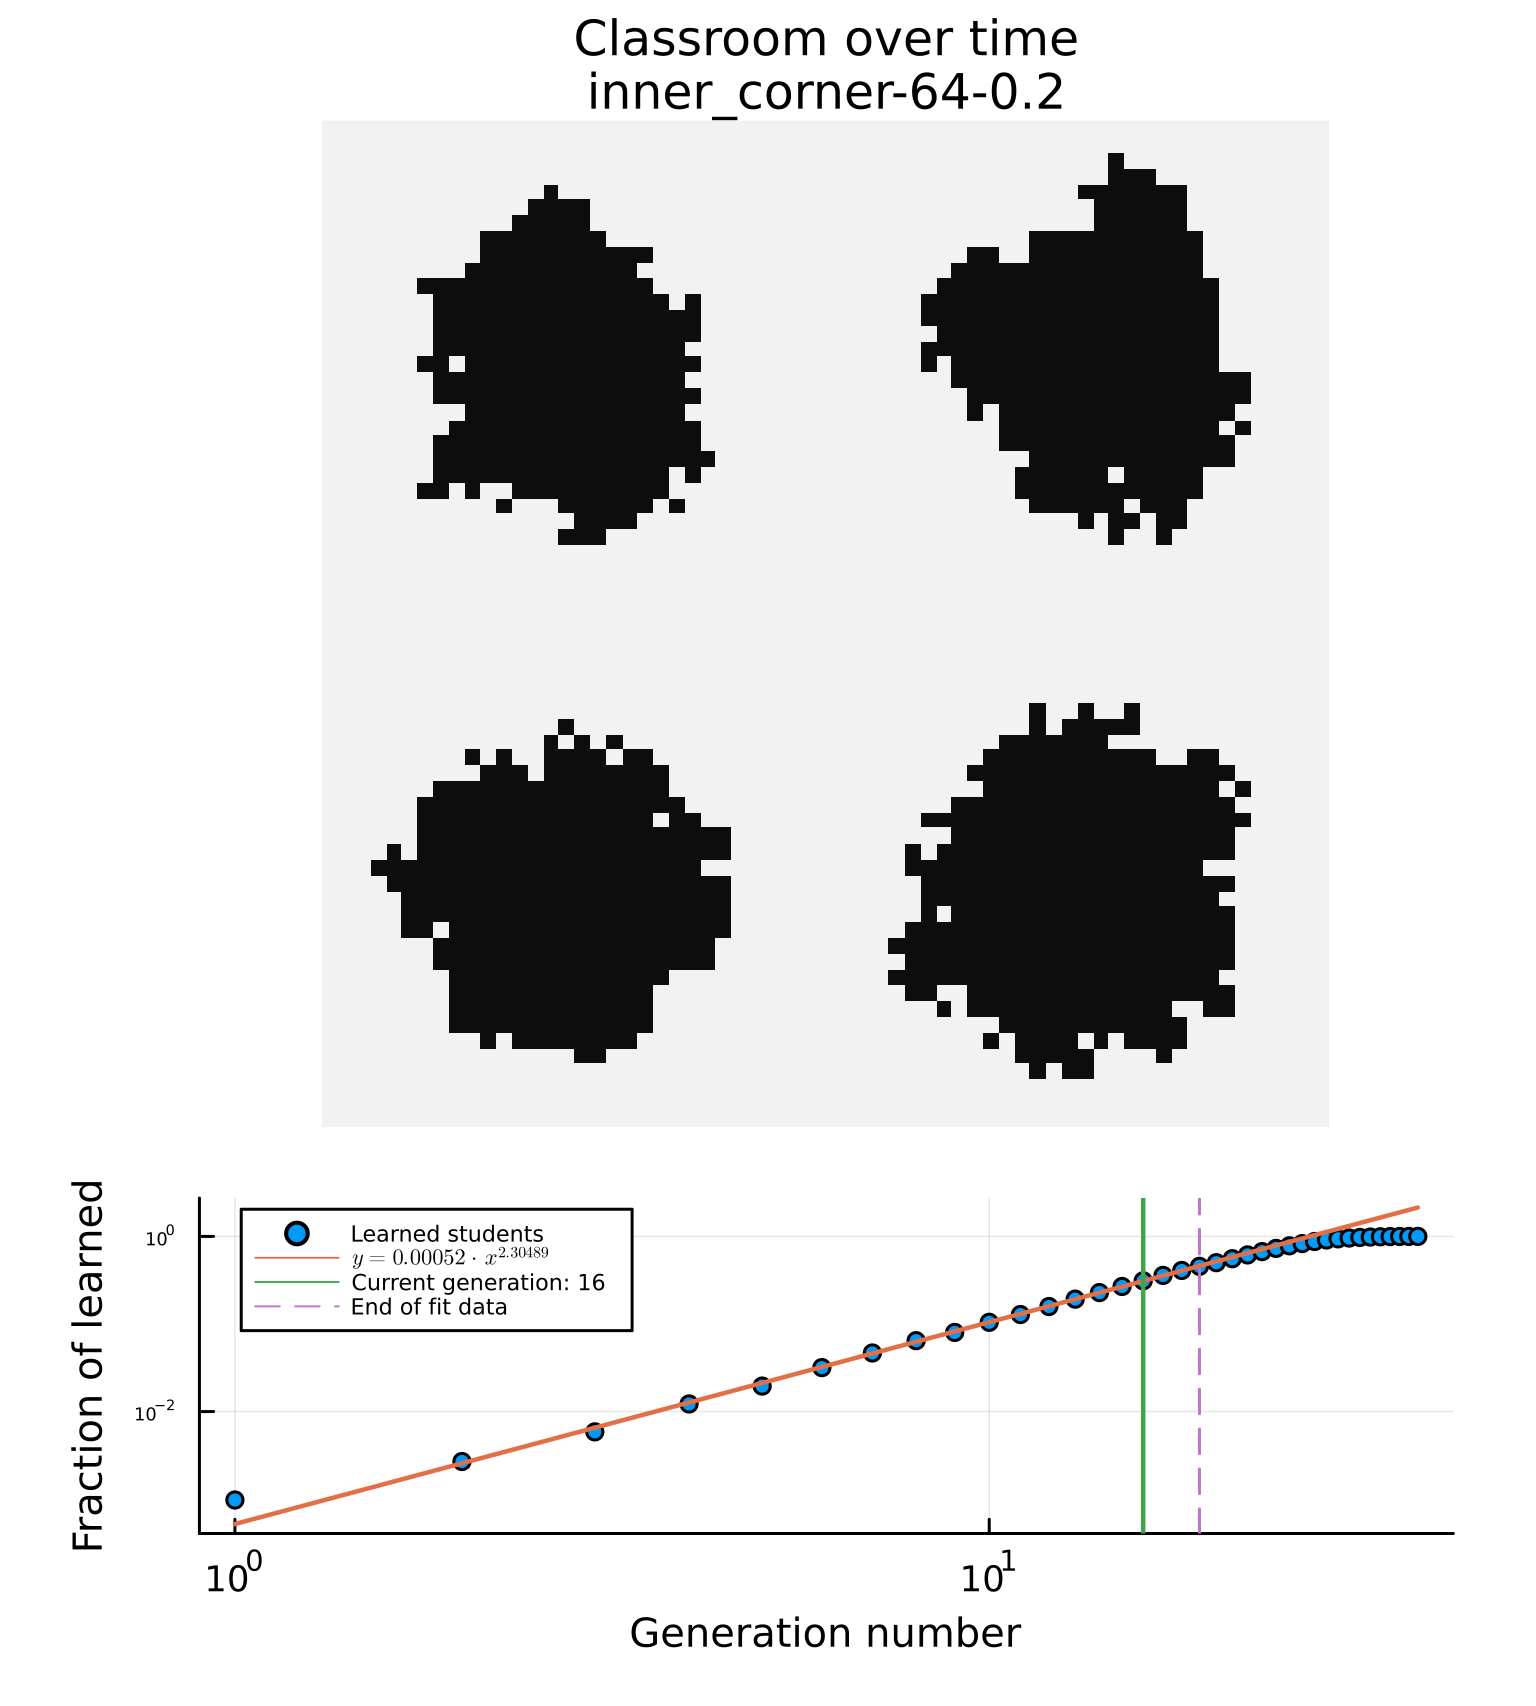 Classroom over time
inner_corner-64-0.2
Fraction of learned
10^0
10^-2
Learned students
y = 0.00052 · x^2.30489
Current generation: 16
End of fit data
10^0
10^1
Generation number